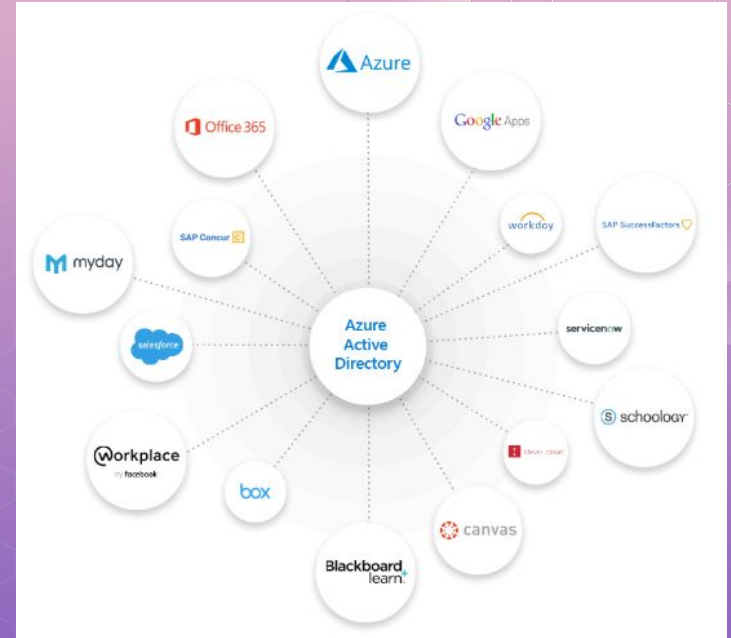 Azure
Office 365
Google Apps
workday
SAP Concur C
SAP SuccessFactors
myday
Azure
Active
Directory
salesforce
servicenow
S schoology
Workplace
by facebook
clever cloud
box
canvas
Blackboard
learn+